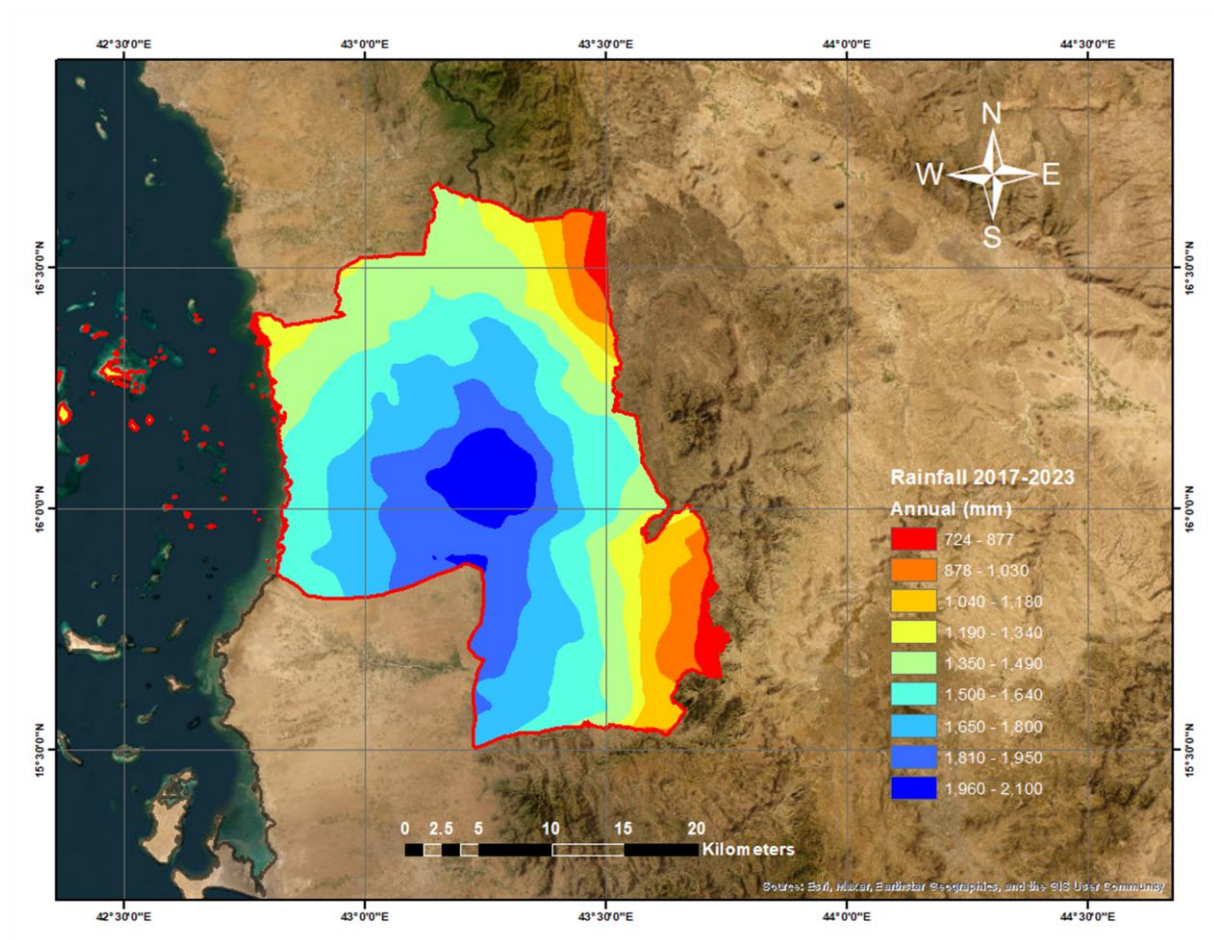 42°30'0"E 43°0'0"E 43°30'0"E 44°0'0"E 44°30'0"E
N
W E
S
16°30'0"N 16°30'0"N
16°0'0"N 16°0'0"N
15°30'0"N 15°30'0"N
Rainfall 2017-2023
Annual (mm)
724 - 877
878 - 1,030
1,040 - 1,180
1,190 - 1,340
1,350 - 1,490
1,500 - 1,640
1,650 - 1,800
1,810 - 1,950
1,960 - 2,100
0 2.5 5 10 15 20
Kilometers
Source: Esri, Maxar, Earthstar Geographics, and the GIS User Community
42°30'0"E 43°0'0"E 43°30'0"E 44°0'0"E 44°30'0"E